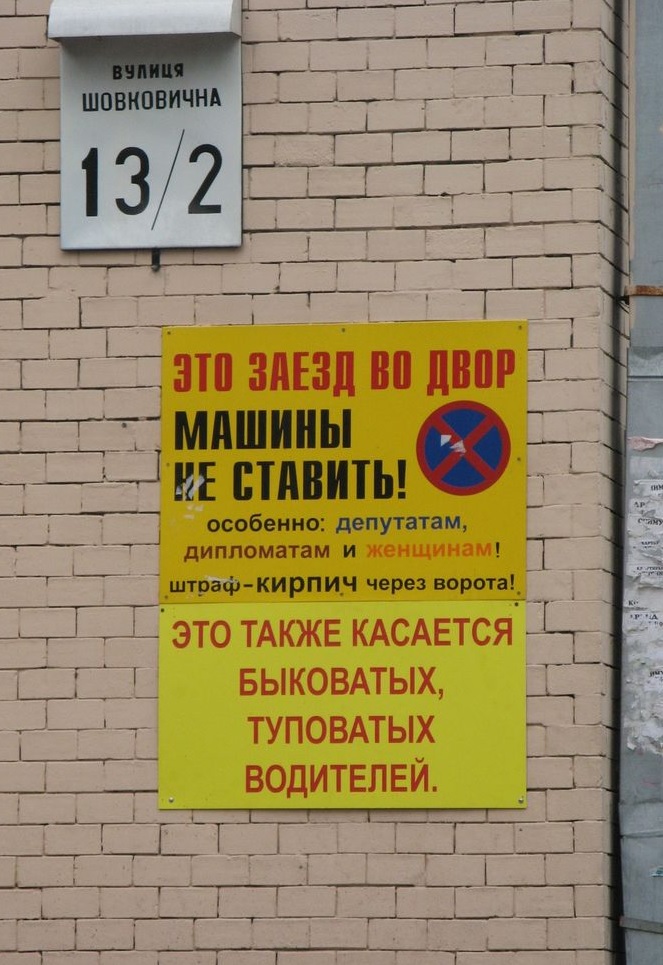 вулиця
ШОВКОВИЧНА
13/2
ЭТО ЗАЕЗД ВО ДВОР
МАШИНЫ
НЕ СТАВИТЬ!
особенно: депутатам,
дипломатам и женщинам!
штраф-кирпич через ворота!
ЭТО ТАКЖЕ КАСАЕТСЯ
БЫКОВАТЫХ,
ТУПОВАТЫХ
ВОДИТЕЛЕЙ.